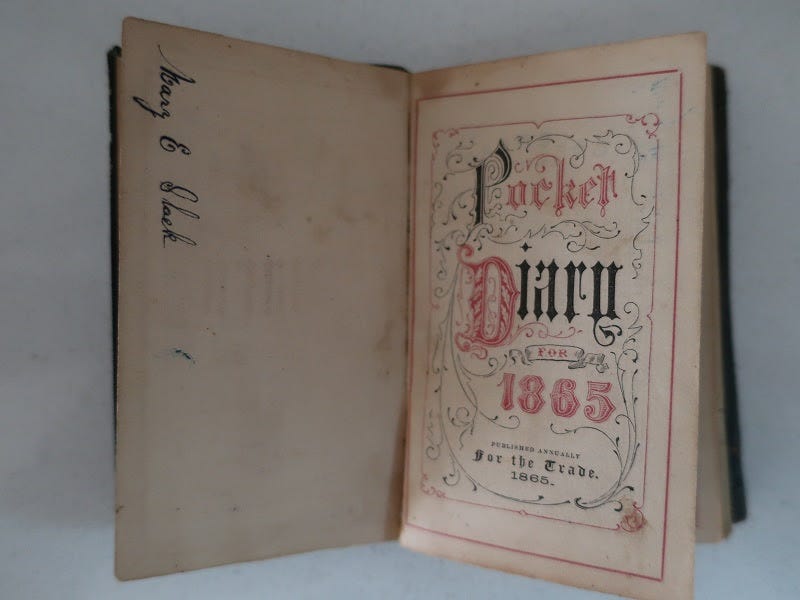 Mary E Slack
Pocket
Diary
FOR
1865
PUBLISHED ANNUALLY
For the Trade.
1865.